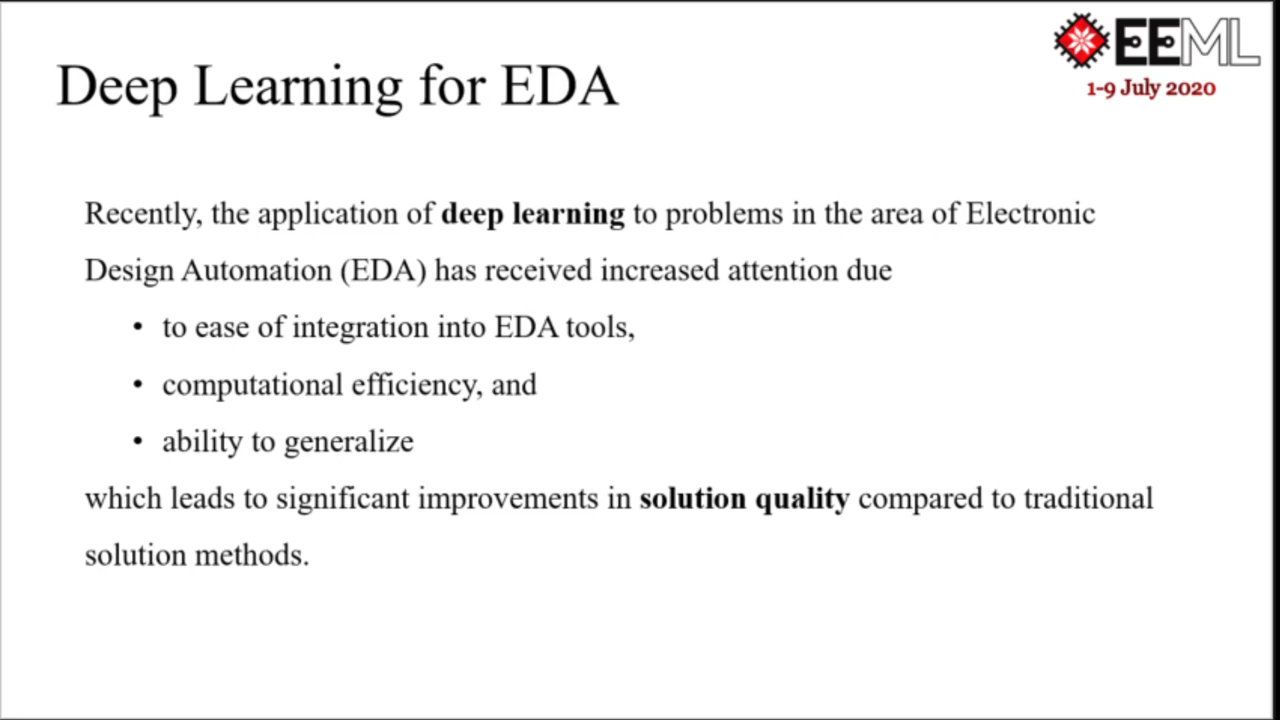 EEML
1-9 July 2020
Deep Learning for EDA
Recently, the application of deep learning to problems in the area of Electronic
Design Automation (EDA) has received increased attention due
• to ease of integration into EDA tools,
• computational efficiency, and
• ability to generalize
which leads to significant improvements in solution quality compared to traditional
solution methods.